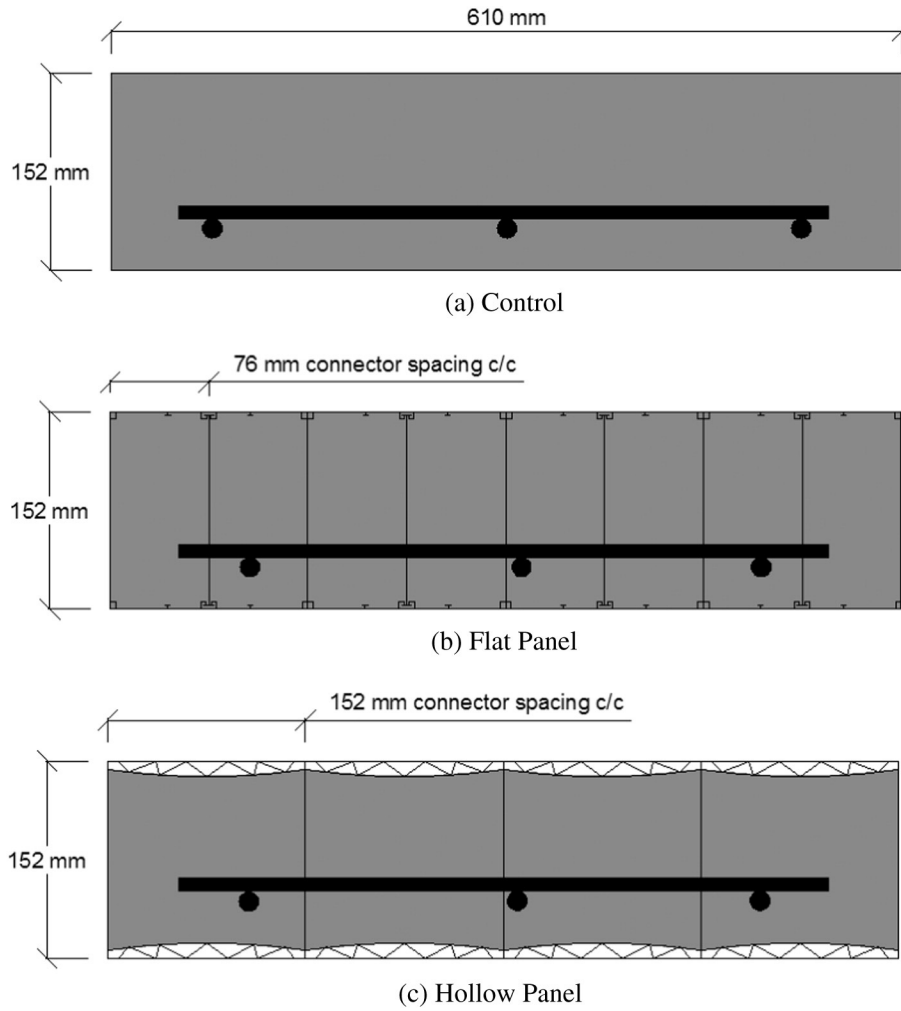 610 mm
152 mm
(a) Control
76 mm connector spacing c/c
152 mm
(b) Flat Panel
152 mm connector spacing c/c
152 mm
(c) Hollow Panel